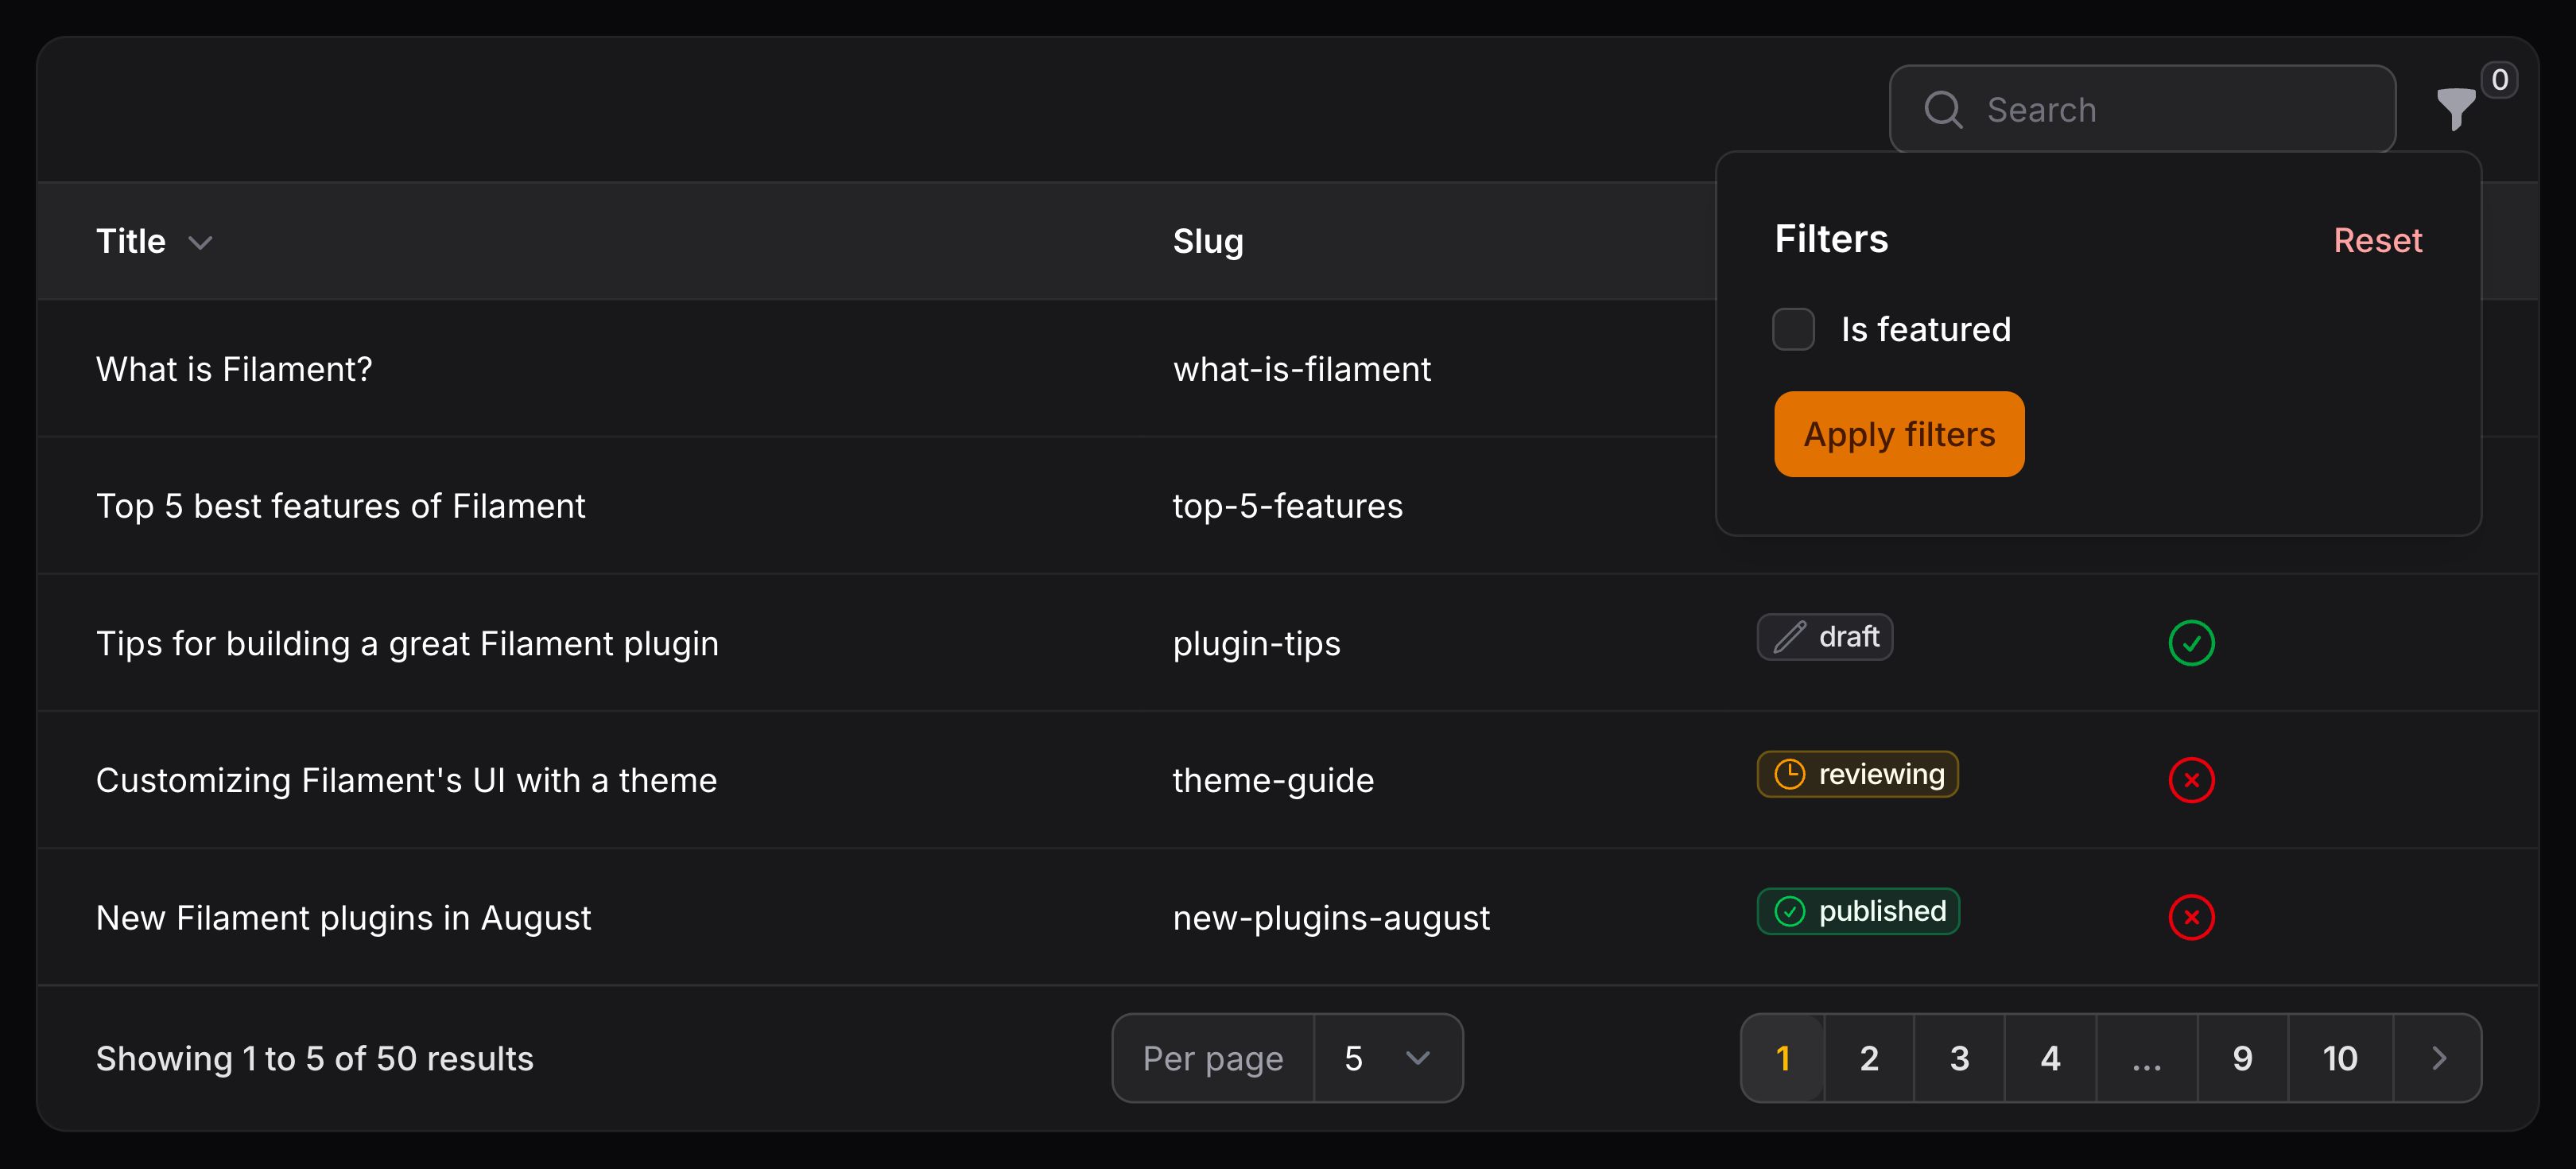 Search
0
Filters
Reset
Is featured
Apply filters
Title
Slug
What is Filament?
what-is-filament
Top 5 best features of Filament
top-5-features
Tips for building a great Filament plugin
plugin-tips
draft
Customizing Filament's UI with a theme
theme-guide
reviewing
New Filament plugins in August
new-plugins-august
published
Showing 1 to 5 of 50 results
Per page
5
1
2
3
4
...
9
10